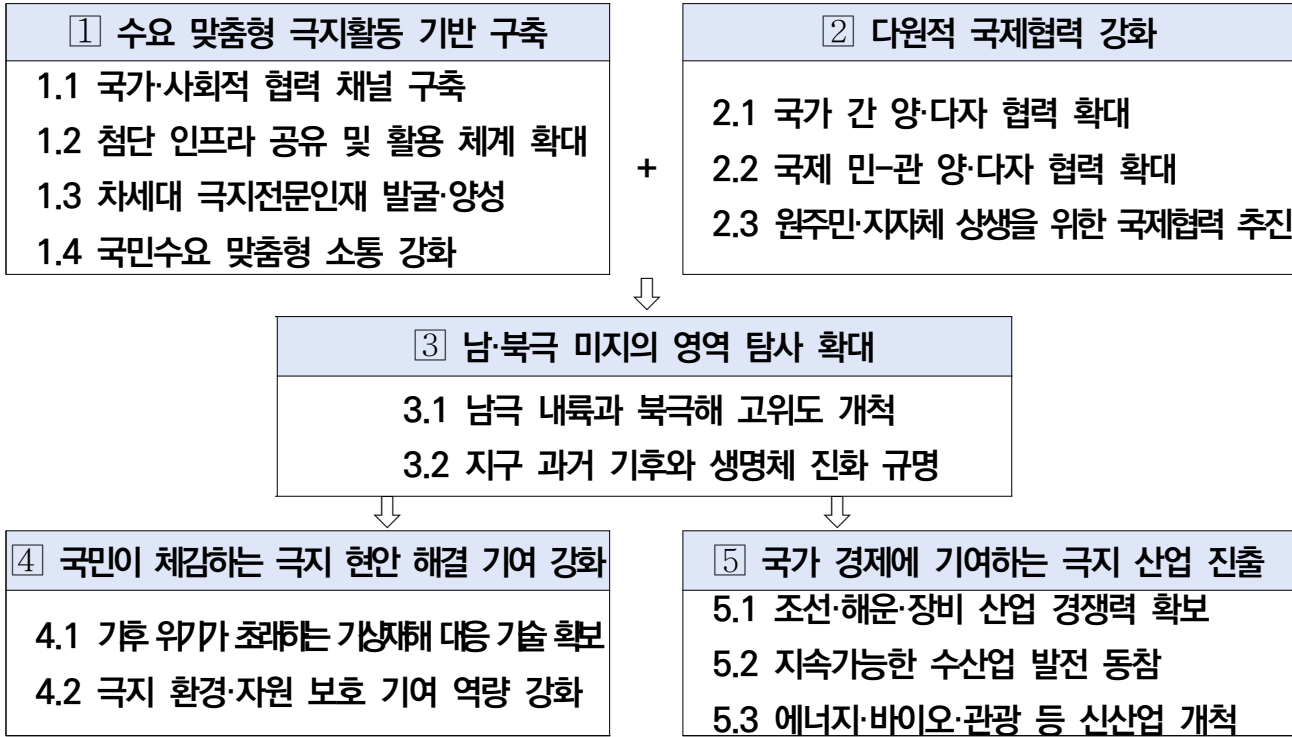 1 수요 맞춤형 극지활동 기반 구축
1.1 국가·사회적 협력 채널 구축
1.2 첨단 인프라 공유 및 활용 체계 확대
1.3 차세대 극지전문인재 발굴·양성
1.4 국민수요 맞춤형 소통 강화
+
2 다원적 국제협력 강화
2.1 국가 간 양·다자 협력 확대
2.2 국제 민-관 양·다자 협력 확대
2.3 원주민·지자체 상생을 위한 국제협력 추진
3 남·북극 미지의 영역 탐사 확대
3.1 남극 내륙과 북극해 고위도 개척
3.2 지구 과거 기후와 생명체 진화 규명
4 국민이 체감하는 극지 현안 해결 기여 강화
4.1 기후 위기가 초래하는 기상재해 대응 기술 확보
4.2 극지 환경·자원 보호 기여 역량 강화
5 국가 경제에 기여하는 극지 산업 진출
5.1 조선·해운·장비 산업 경쟁력 확보
5.2 지속가능한 수산업 발전 동참
5.3 에너지·바이오·관광 등 신산업 개척